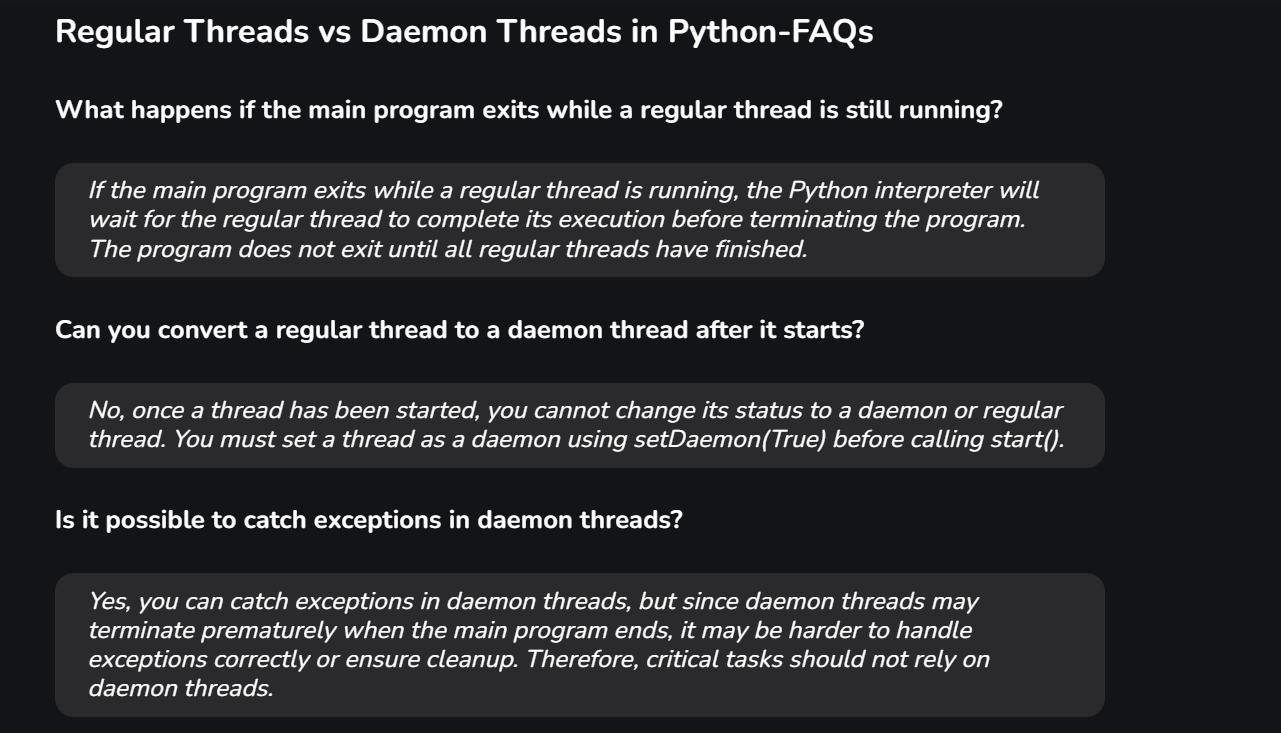 Regular Threads vs Daemon Threads in Python-FAQs
What happens if the main program exits while a regular thread is still running?
If the main program exits while a regular thread is running, the Python interpreter will
wait for the regular thread to complete its execution before terminating the program.
The program does not exit until all regular threads have finished.
Can you convert a regular thread to a daemon thread after it starts?
No, once a thread has been started, you cannot change its status to a daemon or regular
thread. You must set a thread as a daemon using setDaemon(True) before calling start().
Is it possible to catch exceptions in daemon threads?
Yes, you can catch exceptions in daemon threads, but since daemon threads may
terminate prematurely when the main program ends, it may be harder to handle
exceptions correctly or ensure cleanup. Therefore, critical tasks should not rely on
daemon threads.